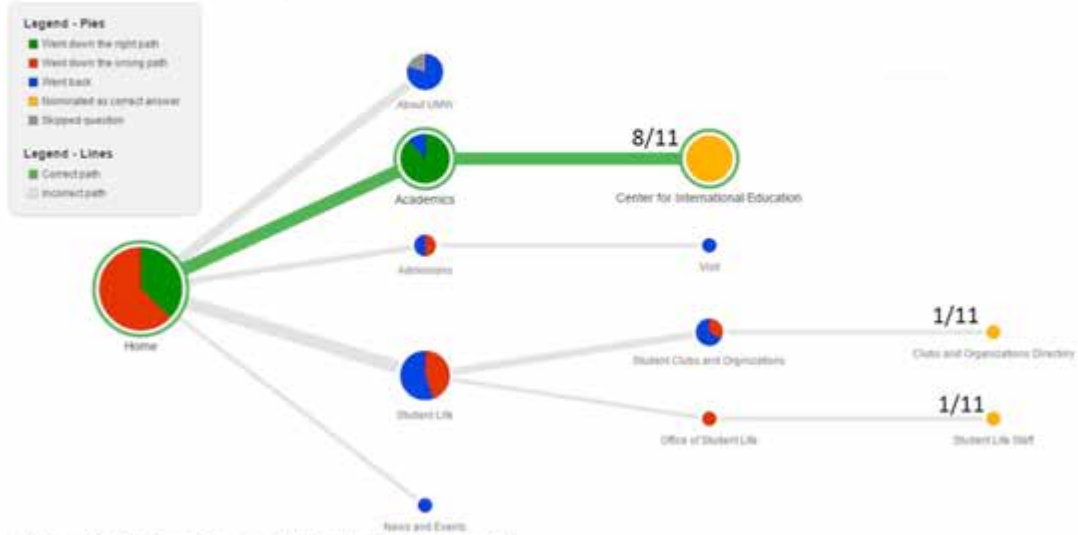 Legend - Pies
Went down the right path
Went down the wrong path
Went back
Nominated as correct answer
Skipped question
Legend - Lines
Correct path
Incorrect path
About UMW
8/11
Academics
Center for International Education
Admissions
Visit
Home
1/11
Student Clubs and Orgnizations
Clubs and Organizations Directory
Student Life
1/11
Office of Student Life
Student Life Staff
News and Events